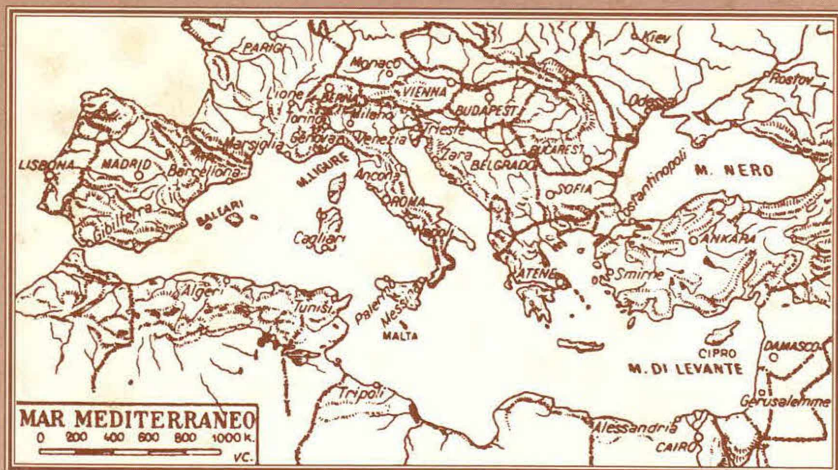 PARIGI
Monaco
Kiev
Lione
BERNA
VIENNA
BUDAPEST
Rostov
Torino
Milano
Odessa
Marsiglia
Genova
Venezia
Trieste
Zara
BELGRADO
BUCAREST
LISBONA
MADRID
Barcellona
M. LIGURE
Ancona
SOFIA
Costantinopoli
M. NERO
BALEARI
ROMA
Gibilterra
Cagliari
Napoli
ANKARA
ATENE
Smirne
Algeri
Tunisi
MALTA
CIPRO
DAMASCO
M. DI LEVANTE
Tripoli
Gerusalemme
Alessandria
CAIRO
MAR MEDITERRANEO
0 200 400 600 800 1000 k.
VC.